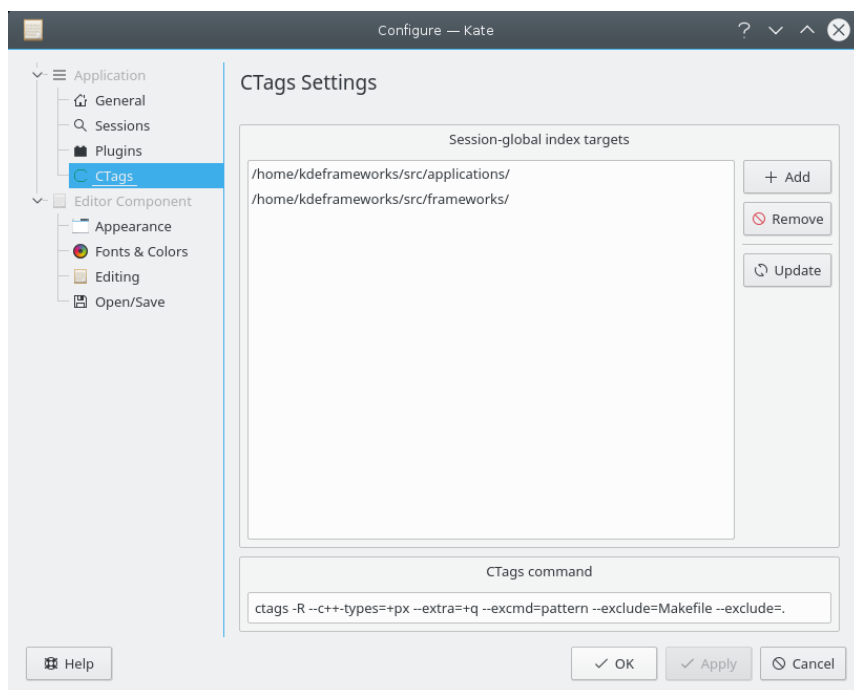 Configure — Kate
?
Application
General
Sessions
Plugins
CTags
Editor Component
Appearance
Fonts & Colors
Editing
Open/Save
CTags Settings
Session-global index targets
/home/kdeframeworks/src/applications/
/home/kdeframeworks/src/frameworks/
+ Add
Remove
Update
CTags command
ctags -R --c++-types=+px --extra=+q --excmd=pattern --exclude=Makefile --exclude=.
Help
OK
Apply
Cancel